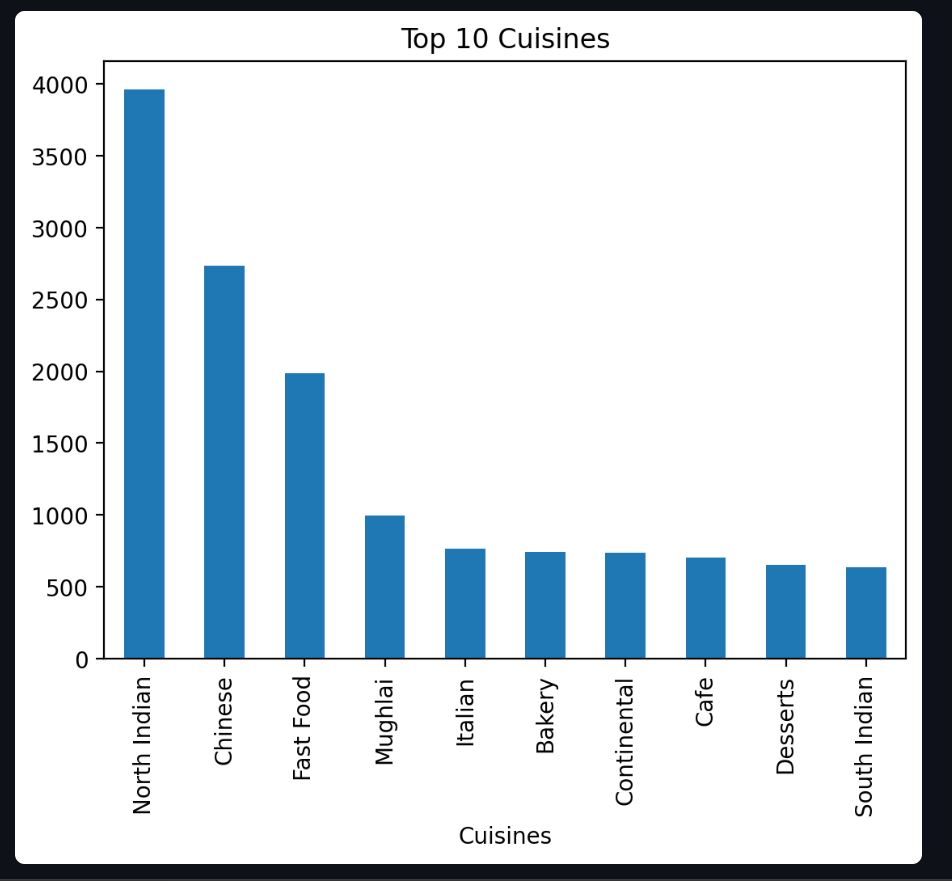 Top 10 Cuisines
4000
3500
3000
2500
2000
1500
1000
500
0
North Indian
Chinese
Fast Food
Mughlai
Italian
Bakery
Continental
Cafe
Desserts
South Indian
Cuisines